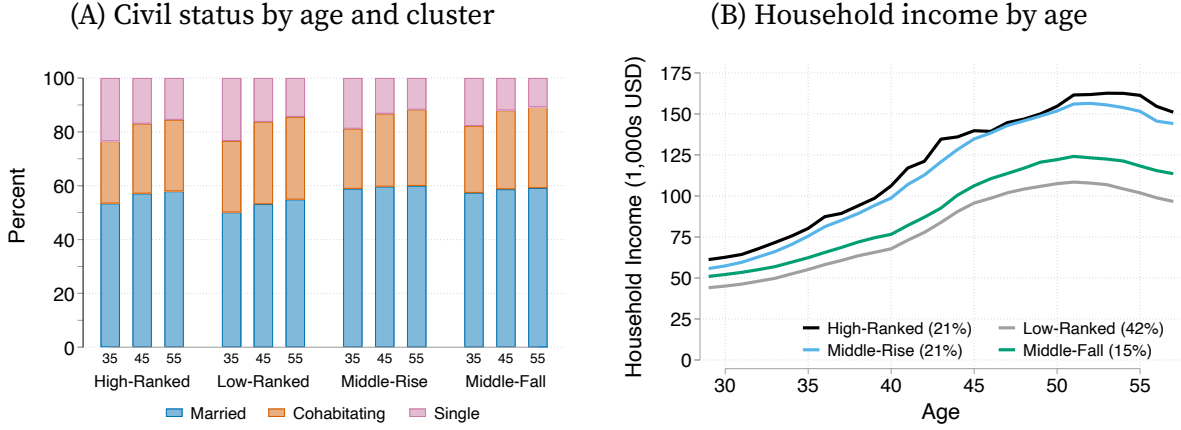 (A) Civil status by age and cluster
Percent
100
80
60
40
20
0
35 45 55 35 45 55 35 45 55 35 45 55
High-Ranked Low-Ranked Middle-Rise Middle-Fall
Married Cohabitating Single
(B) Household income by age
Household Income (1,000s USD)
175
150
125
100
75
50
25
0
High-Ranked (21%) Low-Ranked (42%)
Middle-Rise (21%) Middle-Fall (15%)
30 35 40 45 50 55
Age